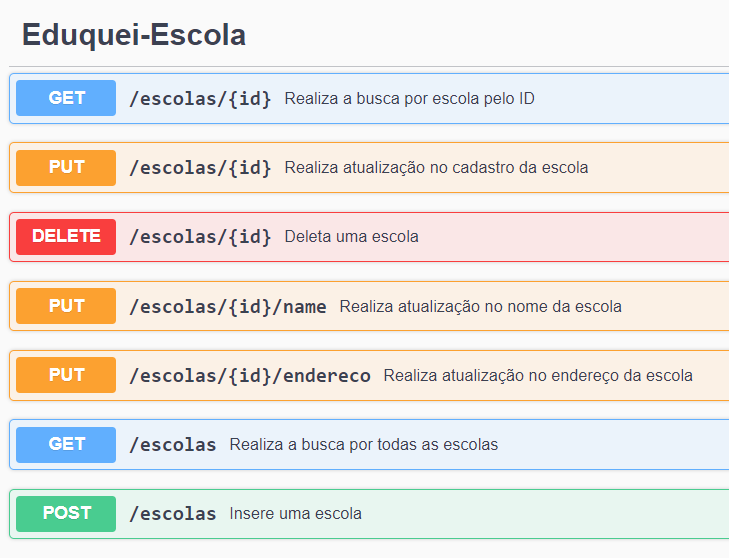 Eduquei-Escola
GET /escolas/{id} Realiza a busca por escola pelo ID
PUT /escolas/{id} Realiza atualização no cadastro da escola
DELETE /escolas/{id} Deleta uma escola
PUT /escolas/{id}/name Realiza atualização no nome da escola
PUT /escolas/{id}/endereco Realiza atualização no endereço da escola
GET /escolas Realiza a busca por todas as escolas
POST /escolas Insere uma escola